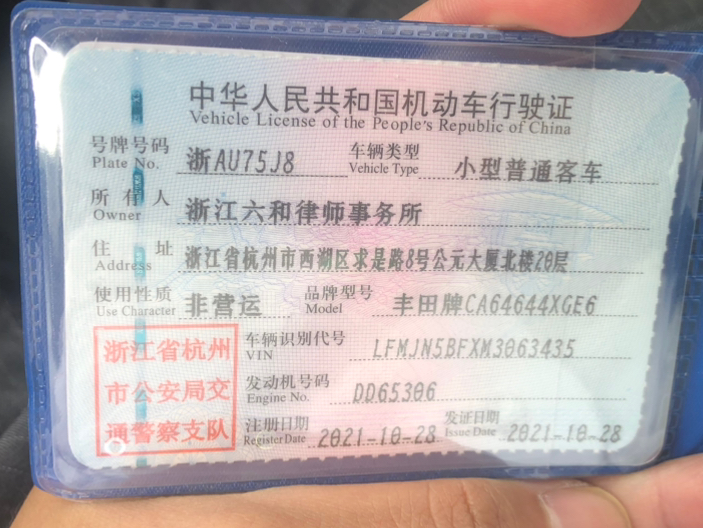 中华人民共和国机动车行驶证
Vehicle License of the People's Republic of China
号牌号码 浙AU75J8 车辆类型 小型普通客车
Plate No. Vehicle Type
所有人 浙江六和律师事务所
Owner
住址 浙江省杭州市西湖区求是路8号公元大厦北楼20层
Address
使用性质 非营运 品牌型号 丰田牌CA64644XGE6
Use Character Model
浙江省杭州
市公安局交
通警察支队
车辆识别代号 LFMJN5BFXM3063435
VIN
发动机号码 DD65306
Engine No.
注册日期 2021-10-28 发证日期 2021-10-28
Register Date Issue Date